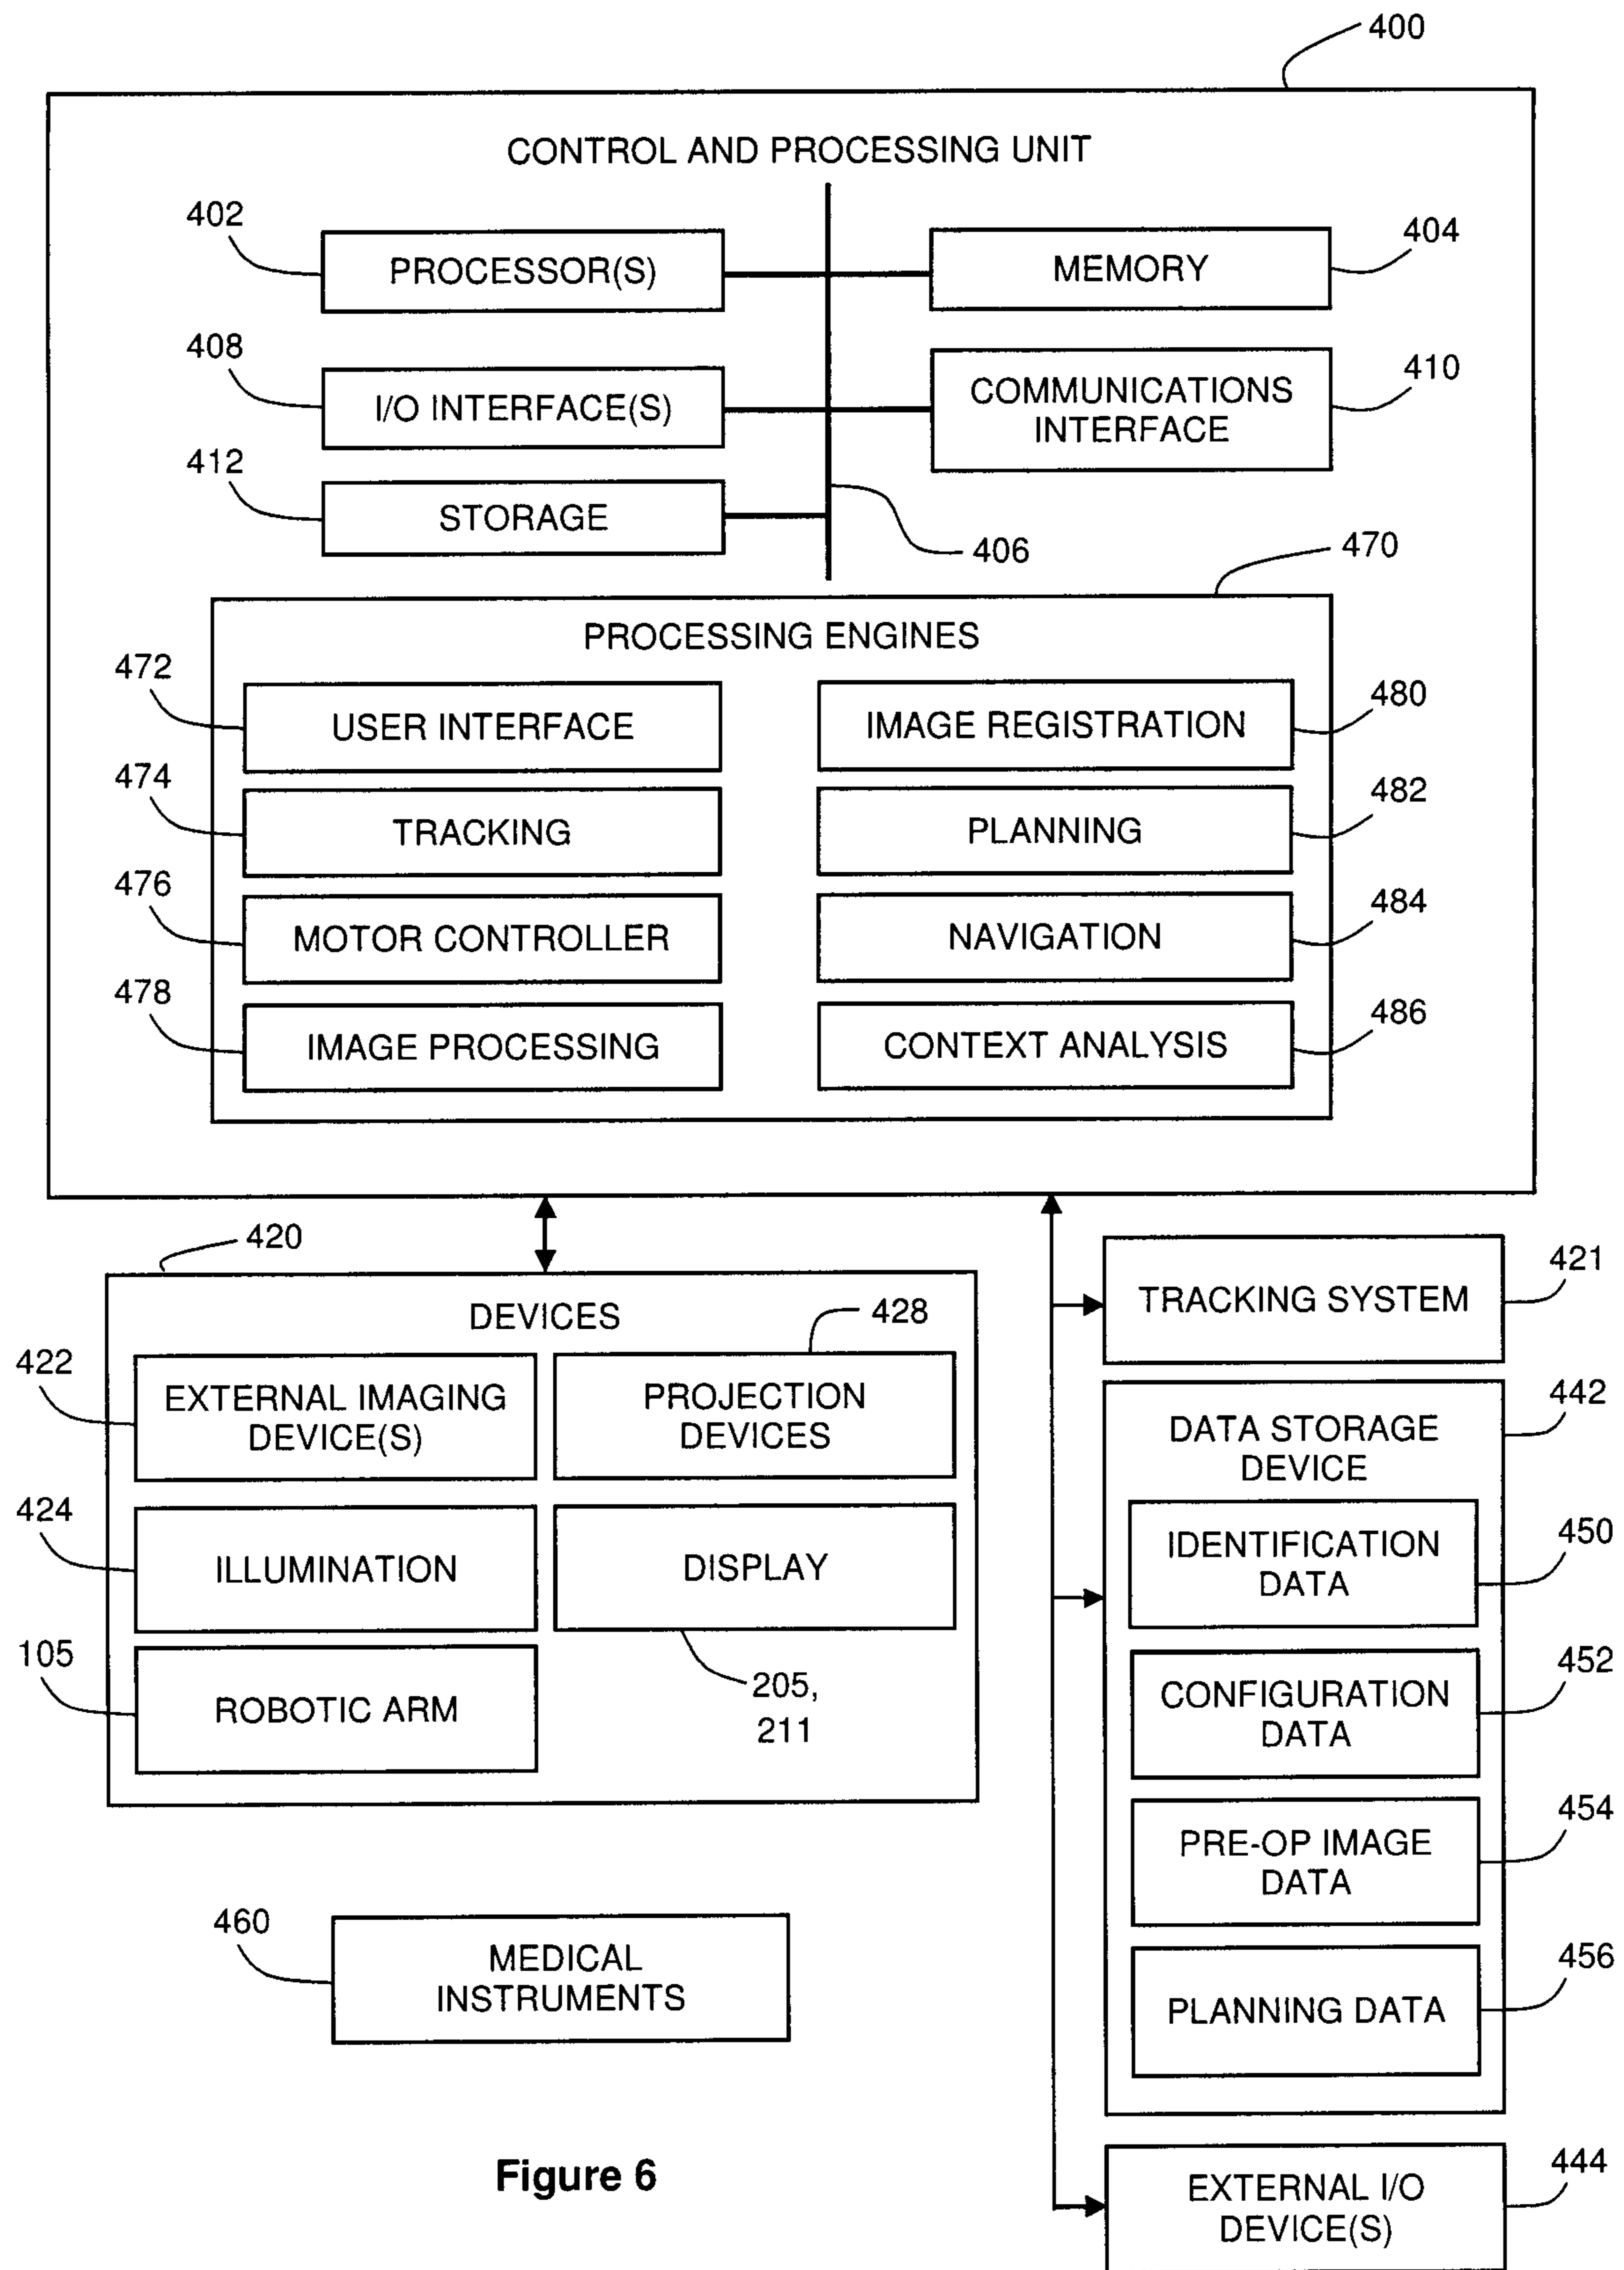 400
CONTROL AND PROCESSING UNIT
402
PROCESSOR(S)
MEMORY
404
408
I/O INTERFACE(S)
COMMUNICATIONS
INTERFACE
410
412
STORAGE
406
470
PROCESSING ENGINES
472
USER INTERFACE
IMAGE REGISTRATION
480
474
TRACKING
PLANNING
482
476
MOTOR CONTROLLER
NAVIGATION
484
478
IMAGE PROCESSING
CONTEXT ANALYSIS
486
420
DEVICES
428
422
EXTERNAL IMAGING
DEVICE(S)
PROJECTION
DEVICES
424
ILLUMINATION
DISPLAY
105
ROBOTIC ARM
205,
211
460
MEDICAL
INSTRUMENTS
TRACKING SYSTEM
421
DATA STORAGE
DEVICE
442
IDENTIFICATION
DATA
450
CONFIGURATION
DATA
452
PRE-OP IMAGE
DATA
454
PLANNING DATA
456
EXTERNAL I/O
DEVICE(S)
444
Figure 6